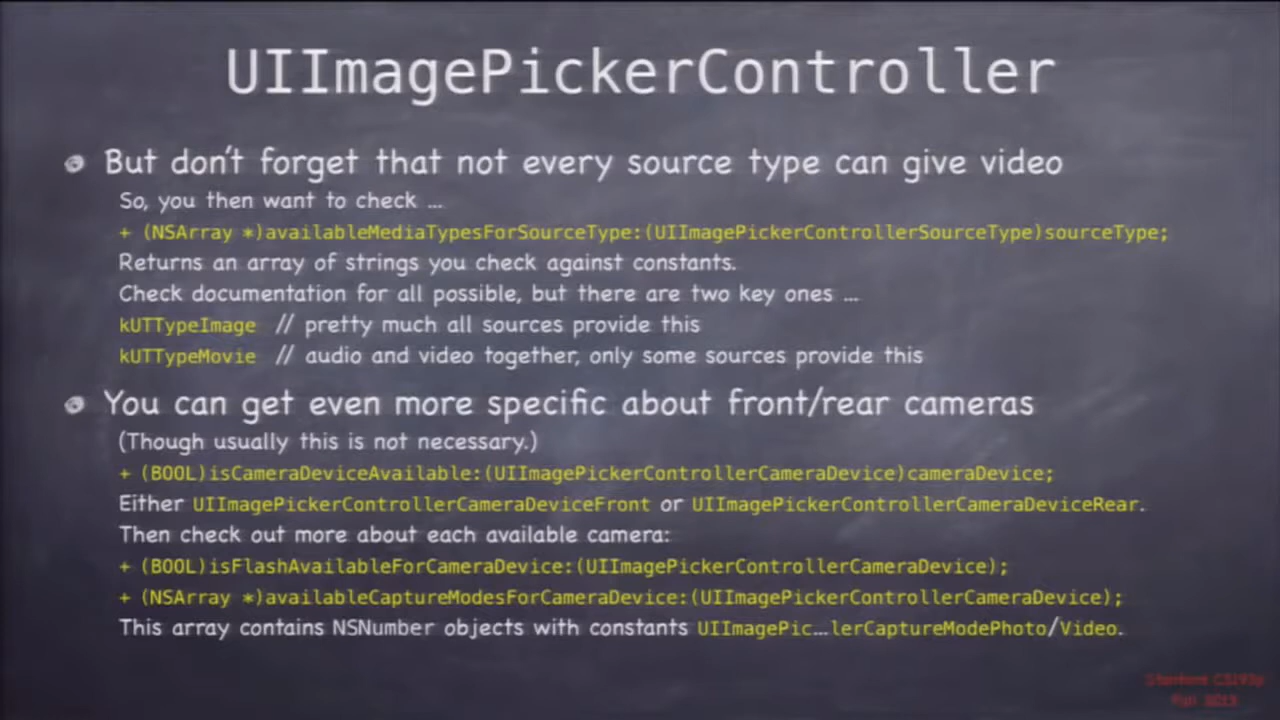 UIImagePickerController
But don't forget that not every source type can give video
So, you then want to check ...
+ (NSArray *)availableMediaTypesForSourceType:(UIImagePickerControllerSourceType)sourceType;
Returns an array of strings you check against constants.
Check documentation for all possible, but there are two key ones ...
kUTTypeImage // pretty much all sources provide this
kUTTypeMovie // audio and video together, only some sources provide this
You can get even more specific about front/rear cameras
(Though usually this is not necessary.)
+ (BOOL)isCameraDeviceAvailable:(UIImagePickerControllerCameraDevice)cameraDevice;
Either UIImagePickerControllerCameraDeviceFront or UIImagePickerControllerCameraDeviceRear.
Then check out more about each available camera:
+ (BOOL)isFlashAvailableForCameraDevice:(UIImagePickerControllerCameraDevice);
+ (NSArray *)availableCaptureModesForCameraDevice:(UIImagePickerControllerCameraDevice);
This array contains NSNumber objects with constants UIImagePic...lerCaptureModePhoto/Video.
Stanford CS193p
Fall 2013